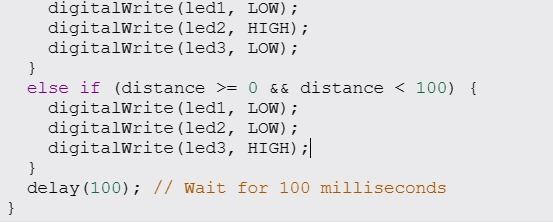 digitalWrite(led1, LOW);
digitalWrite(led2, HIGH);
digitalWrite(led3, LOW);
}
else if (distance >= 0 && distance < 100) {
digitalWrite(led1, LOW);
digitalWrite(led2, LOW);
digitalWrite(led3, HIGH);
}
delay(100); // Wait for 100 milliseconds
}